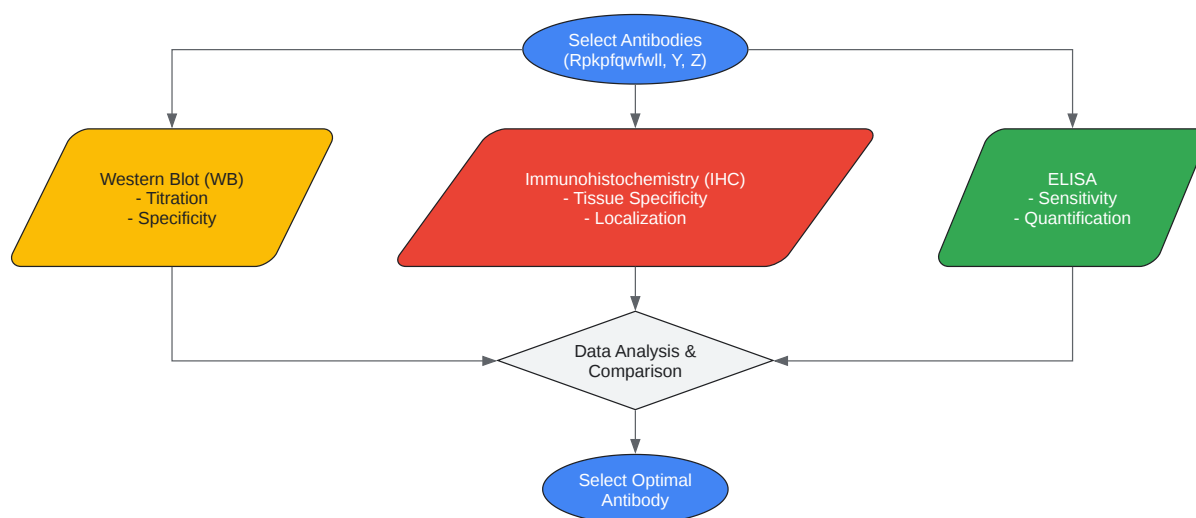 Select Antibodies
(Rpkpfqwfwll, Y, Z)
Western Blot (WB)
- Titration
- Specificity
Immunohistochemistry (IHC)
- Tissue Specificity
- Localization
ELISA
- Sensitivity
- Quantification
Data Analysis &
Comparison
Select Optimal
Antibody